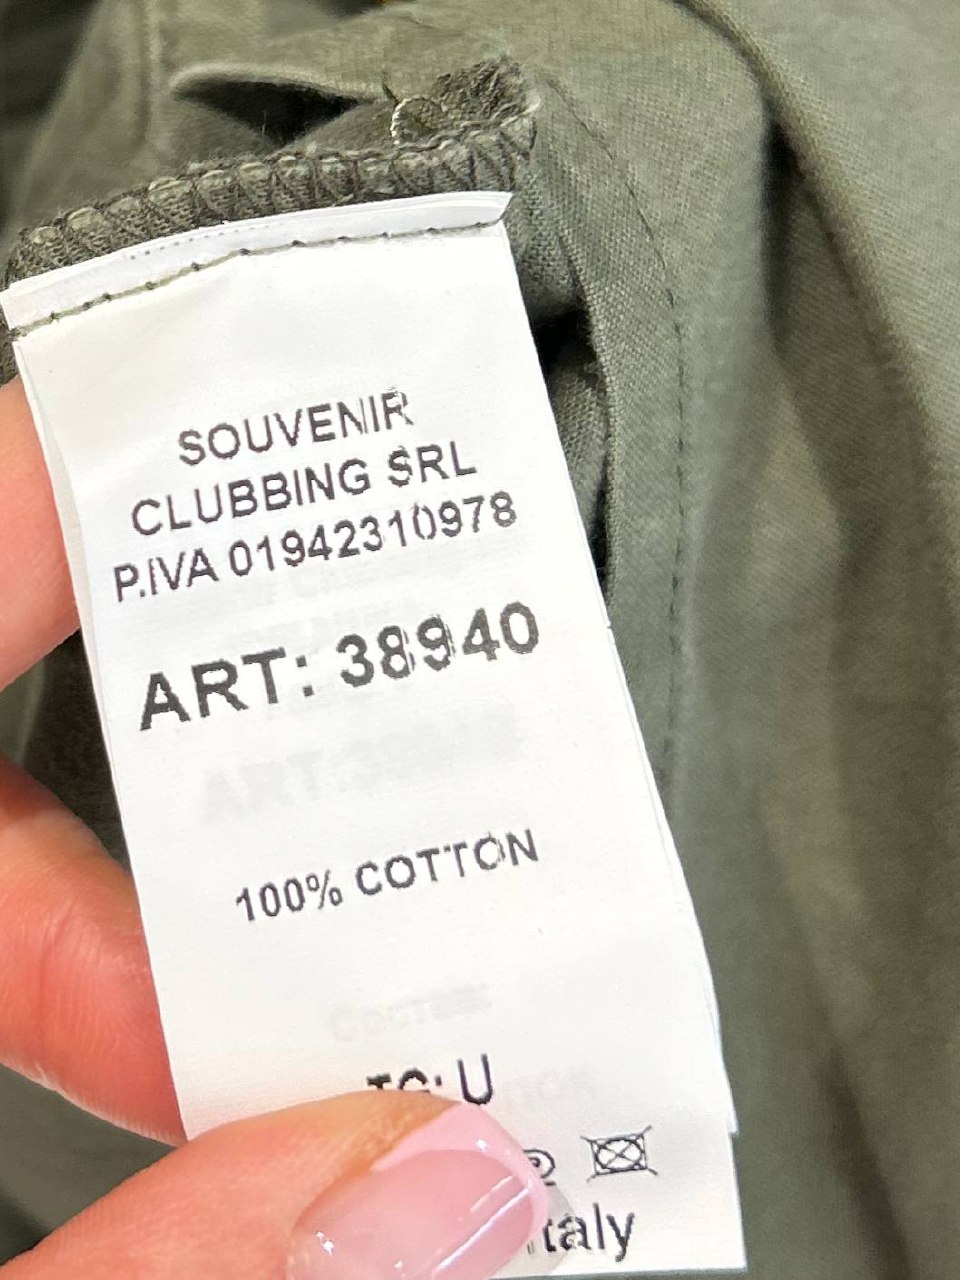 SOUVENIR
CLUBBING SRL
P.IVA 01942310978
ART: 38940
100% COTTON
TG: U
Italy